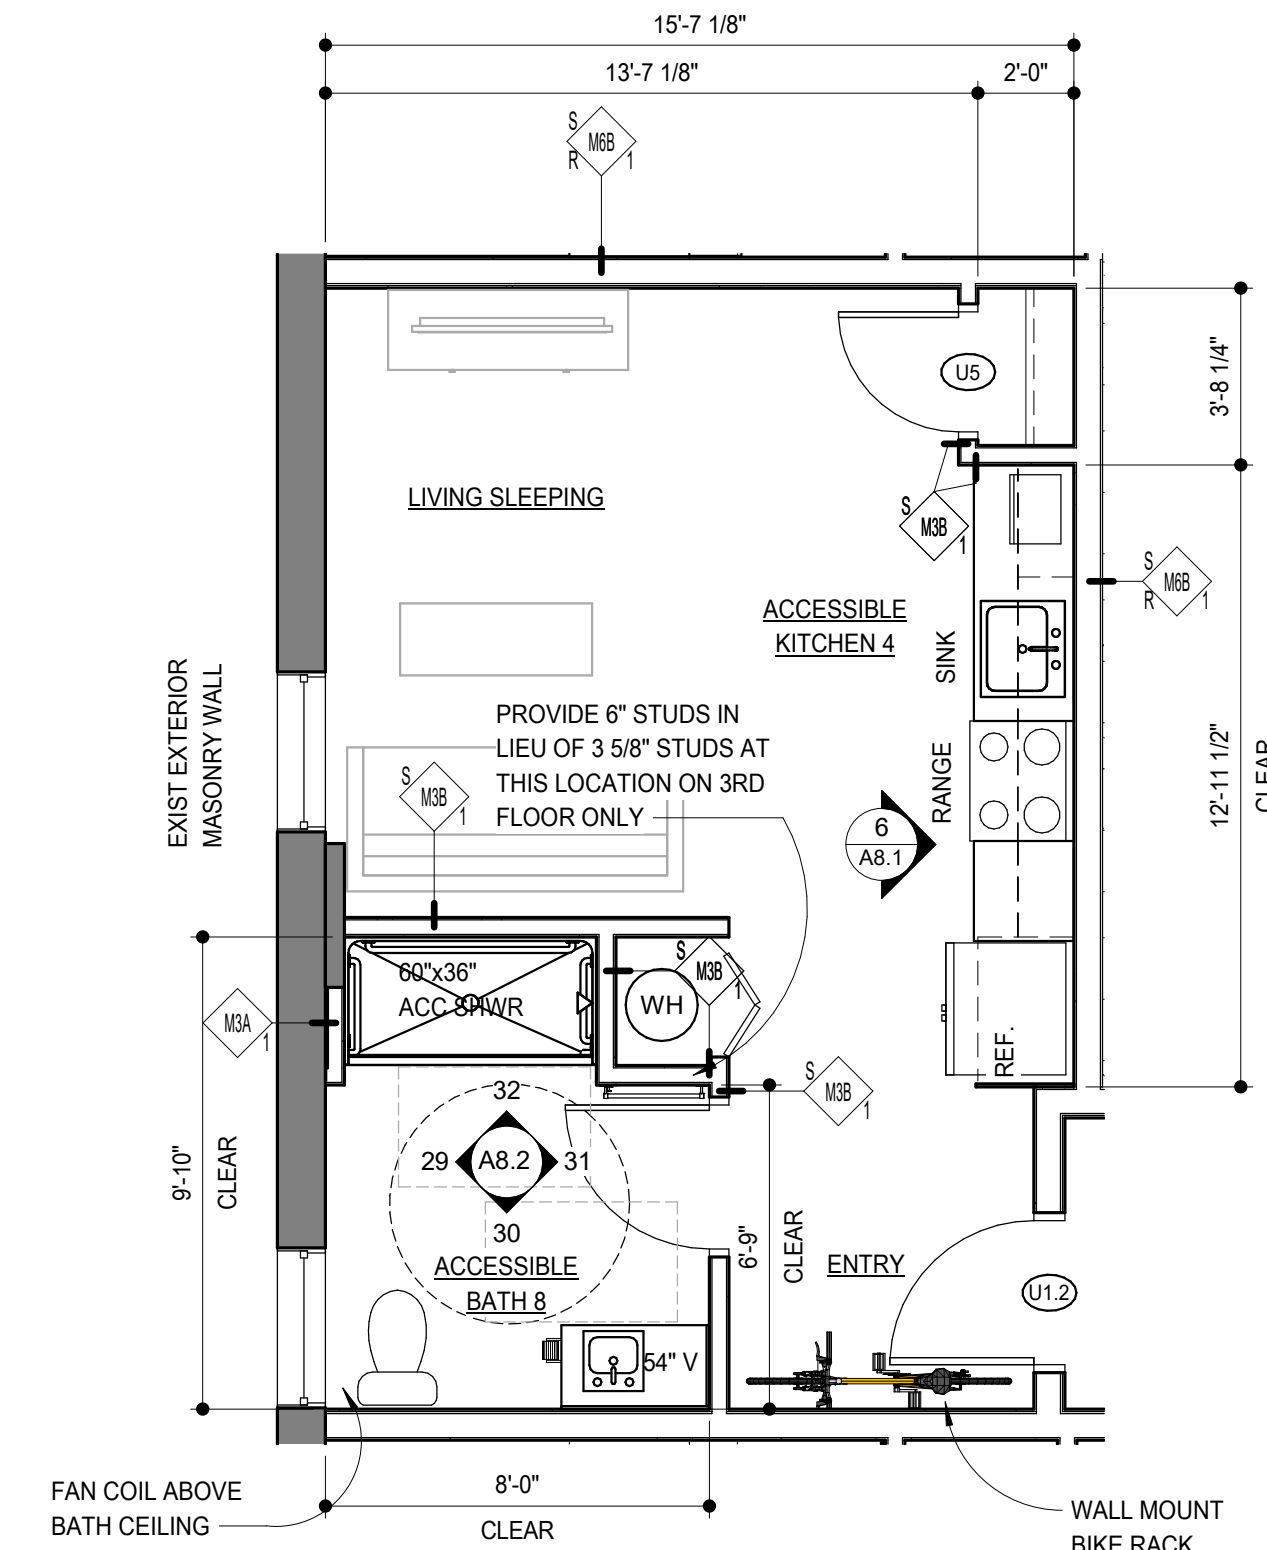 15'-7 1/8"
13'-7 1/8"
2'-0"
S
M6B
R
1
3'-8 1/4"
U5
LIVING SLEEPING
S
M3B
1
S
M6B
R
1
ACCESSIBLE
KITCHEN 4
SINK
EXIST EXTERIOR
MASONRY WALL
PROVIDE 6" STUDS IN
LIEU OF 3 5/8" STUDS AT
THIS LOCATION ON 3RD
FLOOR ONLY
S
M3B
1
RANGE
12'-11 1/2"
CLEAR
6
A8.1
60"x36"
ACC SHWR
S
M3B
1
WH
M3A
1
REF.
S
M3B
1
32
29
A8.2
31
30
9'-10"
CLEAR
6'-9"
CLEAR
ACCESSIBLE
BATH 8
ENTRY
U1.2
54" V
FAN COIL ABOVE
BATH CEILING
8'-0"
CLEAR
WALL MOUNT
BIKE RACK